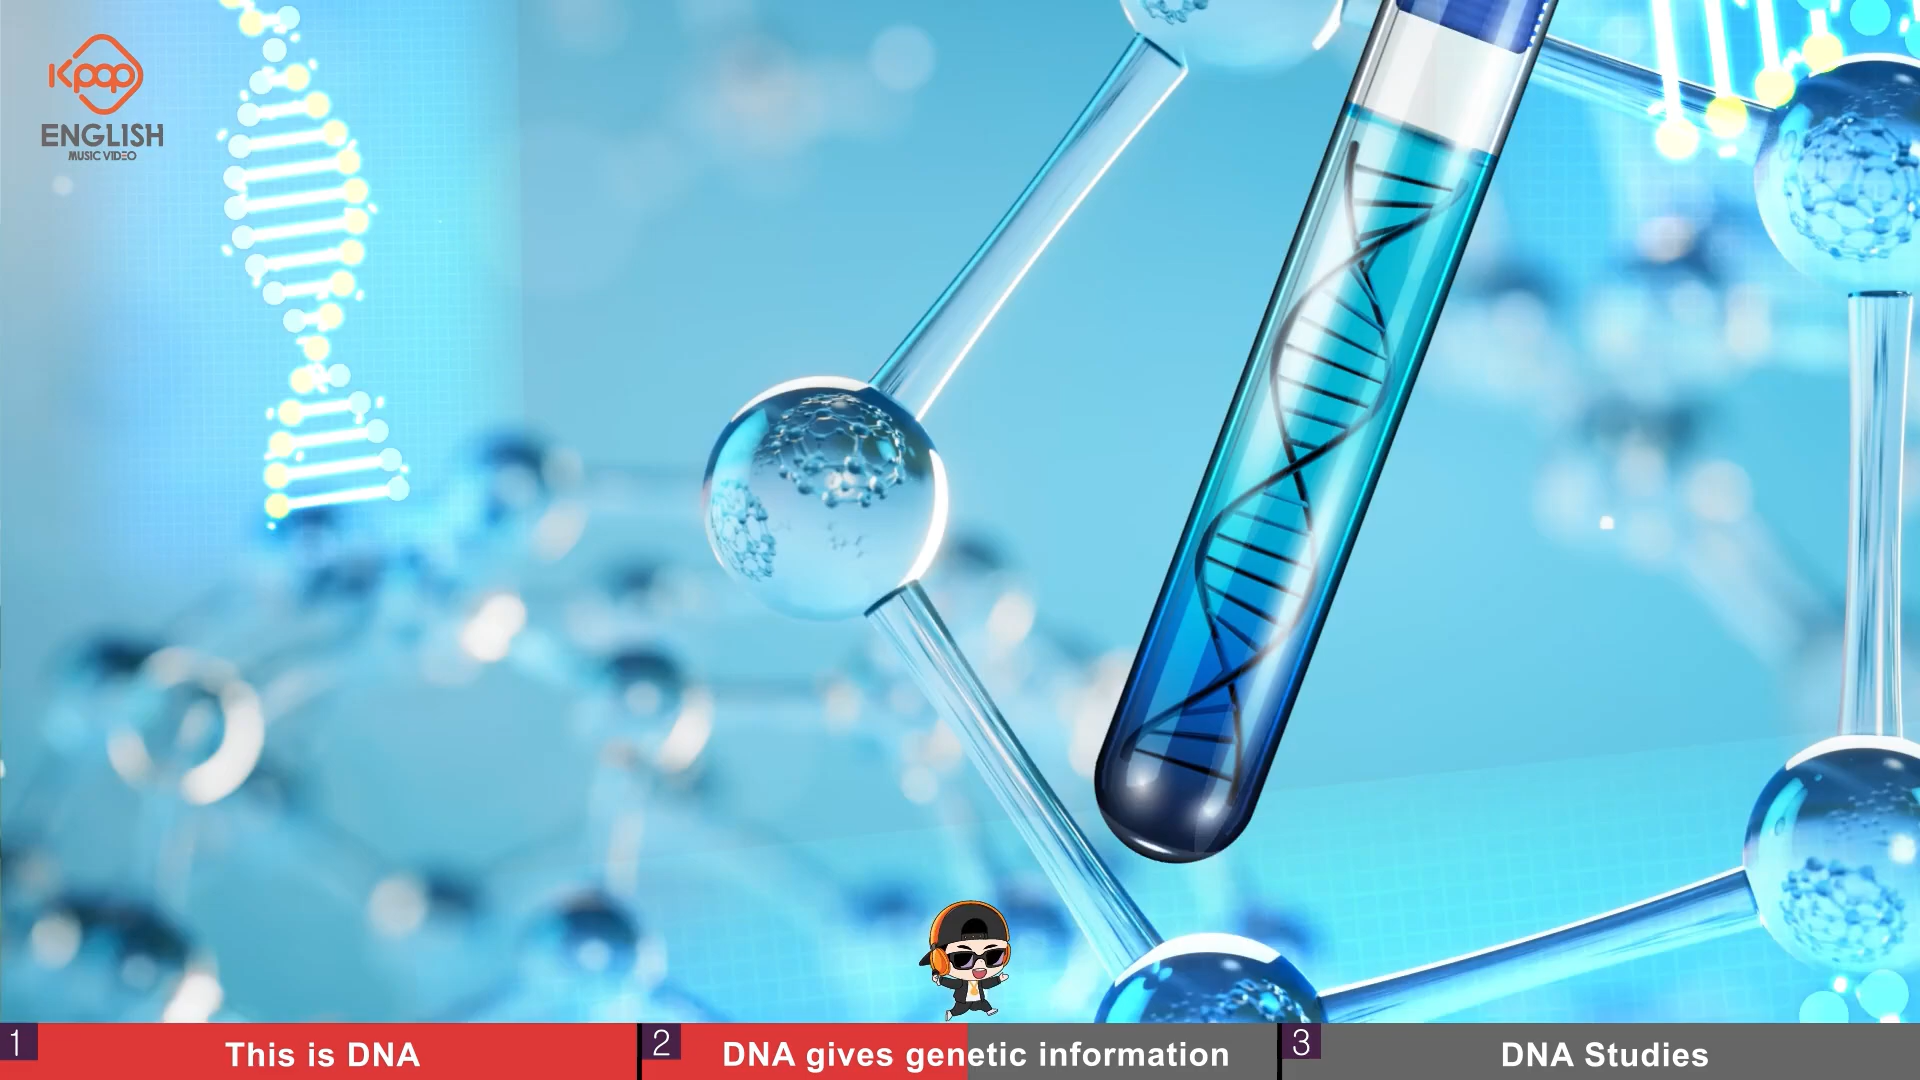 Kpop
ENGLISH
MUSIC VIDEO
1
This is DNA
2
DNA gives genetic information
3
DNA Studies